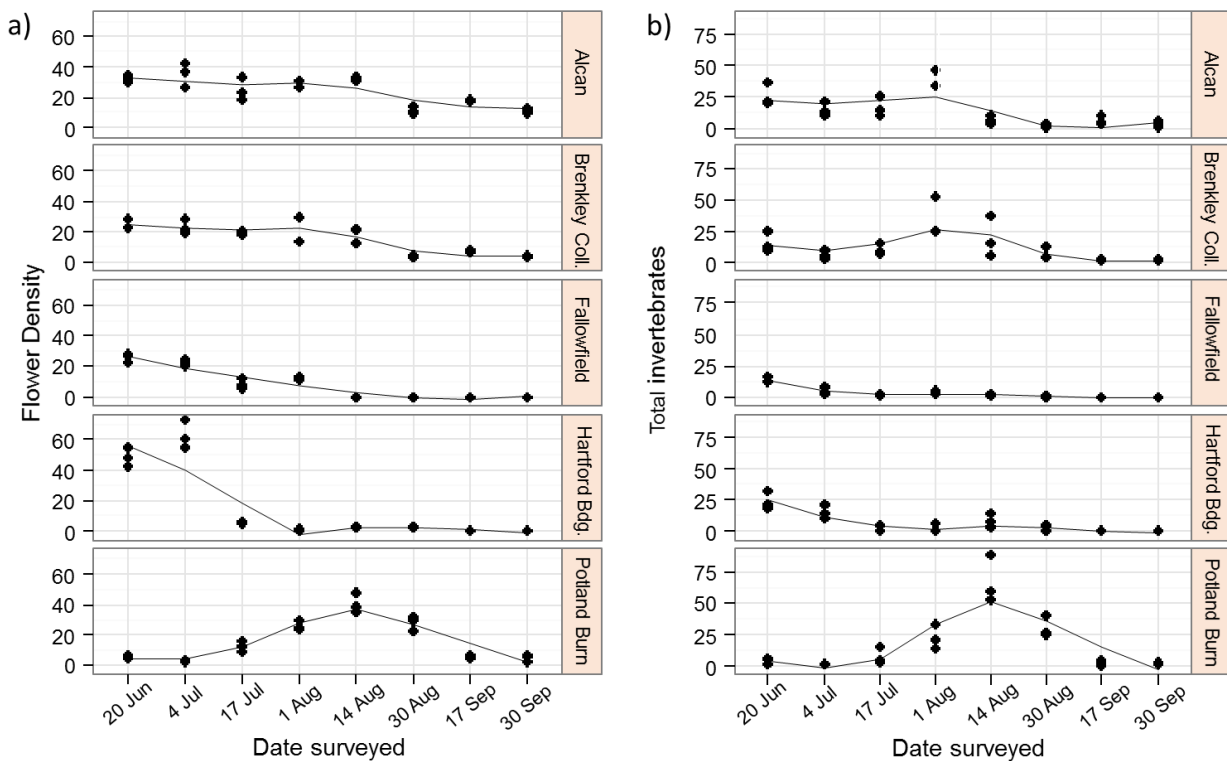 a)
Flower Density
60
40
20
0
Alcan
60
40
20
0
Brenkley Coll.
60
40
20
0
Fallowfield
60
40
20
0
Hartford Bdg.
60
40
20
0
Potland Burn
20 Jun
4 Jul
17 Jul
1 Aug
14 Aug
30 Aug
17 Sep
30 Sep
Date surveyed
b)
Total invertebrates
75
50
25
0
Alcan
75
50
25
0
Brenkley Coll.
75
50
25
0
Fallowfield
75
50
25
0
Hartford Bdg.
75
50
25
0
Potland Burn
20 Jun
4 Jul
17 Jul
1 Aug
14 Aug
30 Aug
17 Sep
30 Sep
Date surveyed